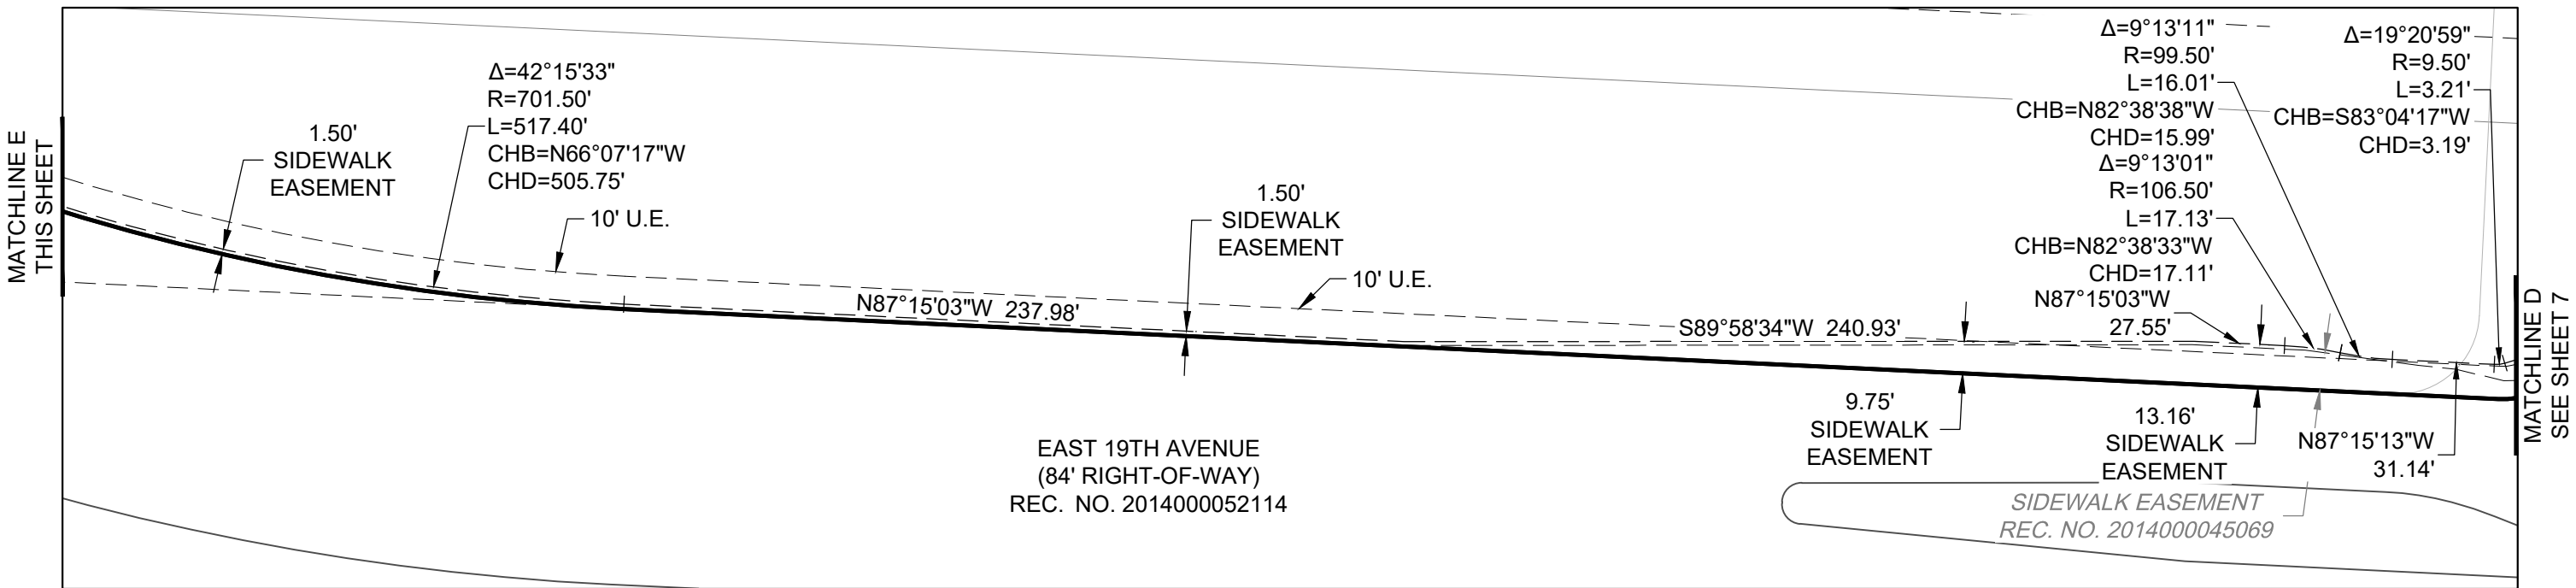 MATCHLINE E
THIS SHEET
1.50'
SIDEWALK
EASEMENT
Δ=42°15'33"
R=701.50'
L=517.40'
CHB=N66°07'17"W
CHD=505.75'
10' U.E.
N87°15'03"W 237.98'
1.50'
SIDEWALK
EASEMENT
10' U.E.
S89°58'34"W 240.93'
Δ=9°13'11"
R=99.50'
L=16.01'
CHB=N82°38'38"W
CHD=15.99'
Δ=9°13'01"
R=106.50'
L=17.13'
CHB=N82°38'33"W
CHD=17.11'
N87°15'03"W
27.55'
Δ=19°20'59"
R=9.50'
L=3.21'
CHB=S83°04'17"W
CHD=3.19'
EAST 19TH AVENUE
(84' RIGHT-OF-WAY)
REC. NO. 2014000052114
9.75'
SIDEWALK
EASEMENT
13.16'
SIDEWALK
EASEMENT
N87°15'13"W
31.14'
SIDEWALK EASEMENT
REC. NO. 2014000045069
MATCHLINE D
SEE SHEET 7